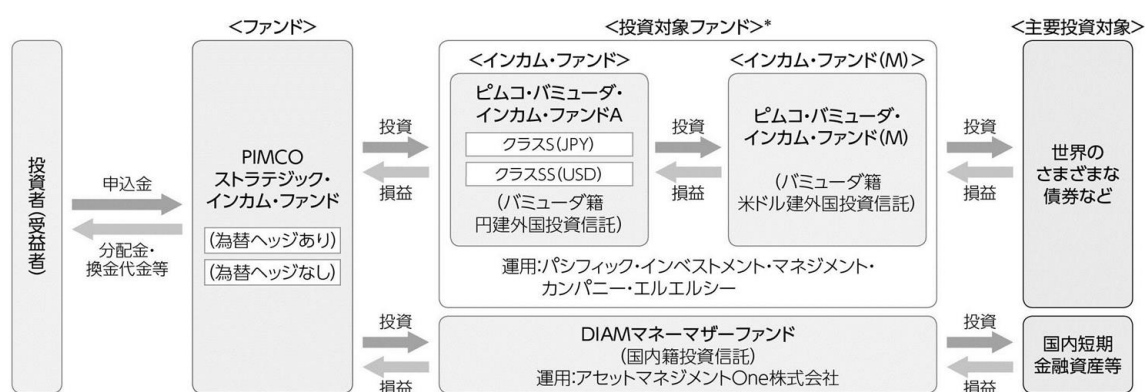 <ファンド>
<投資対象ファンド>*
<主要投資対象>
投資者(受益者)
申込金
分配金・
換金代金等
PIMCO
ストラテジック・
インカム・ファンド
(為替ヘッジあり)
(為替ヘッジなし)
投資
損益
<インカム・ファンド>
ピムコ・バミューダ・
インカム・ファンドA
クラスS(JPY)
クラスSS(USD)
(バミューダ籍
円建外国投資信託)
投資
損益
<インカム・ファンド(M)>
ピムコ・バミューダ・
インカム・ファンド(M)
(バミューダ籍
米ドル建外国投資信託)
運用:パシフィック・インベストメント・マネジメント・
カンパニー・エルエルシー
投資
損益
世界の
さまざまな
債券など
投資
損益
DIAMマネーマザーファンド
(国内籍投資信託)
運用:アセットマネジメントOne株式会社
投資
損益
国内短期
金融資産等